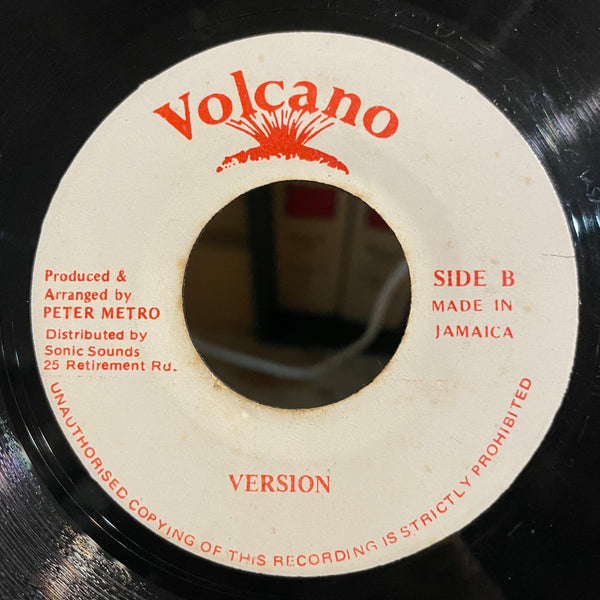 Volcano
Produced &
Arranged by
PETER METRO
Distributed by
Sonic Sounds
25 Retirement Rd.
SIDE B
MADE IN
JAMAICA
VERSION
UNAUTHORISED COPYING OF THIS RECORDING IS STRICTLY PROHIBITED